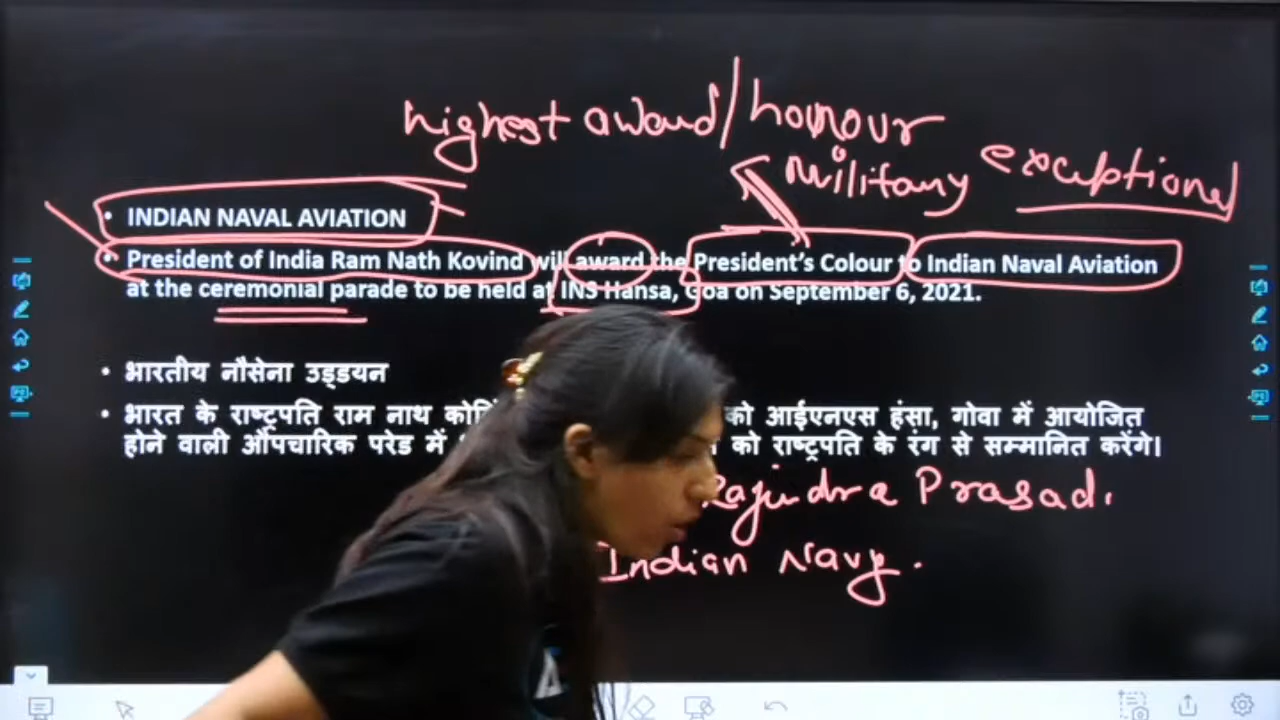 highest award/honour
military exceptional
• INDIAN NAVAL AVIATION
• President of India Ram Nath Kovind will award the President's Colour to Indian Naval Aviation
at the ceremonial parade to be held at INS Hansa, Goa on September 6, 2021.
• भारतीय नौसेना उड्डयन
• भारत के राष्ट्रपति राम नाथ को आईएनएस हंसा, गोवा में आयोजित
होने वाली औपचारिक परेड में को राष्ट्रपति के रंग से सम्मानित करेंगे।
Rajindra Prasad.
Indian Navy.